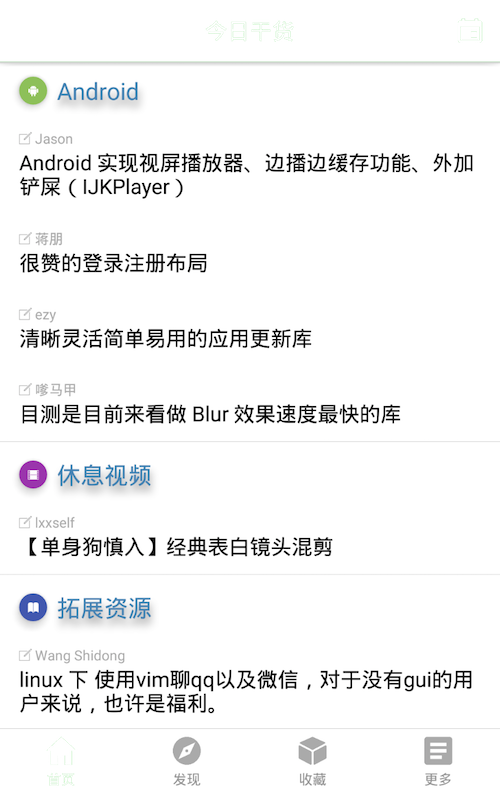 今日干货
Android
Jason
Android 实现视屏播放器、边播边缓存功能、外加
铲屎（IJKPlayer）
蒋朋
很赞的登录注册布局
ezy
清晰灵活简单易用的应用更新库
嗲马甲
目测是目前来看做 Blur 效果速度最快的库
休息视频
lxxself
【单身狗慎入】经典表白镜头混剪
拓展资源
Wang Shidong
linux 下 使用vim聊qq以及微信，对于没有gui的用
户来说，也许是福利。
首页
发现
收藏
更多